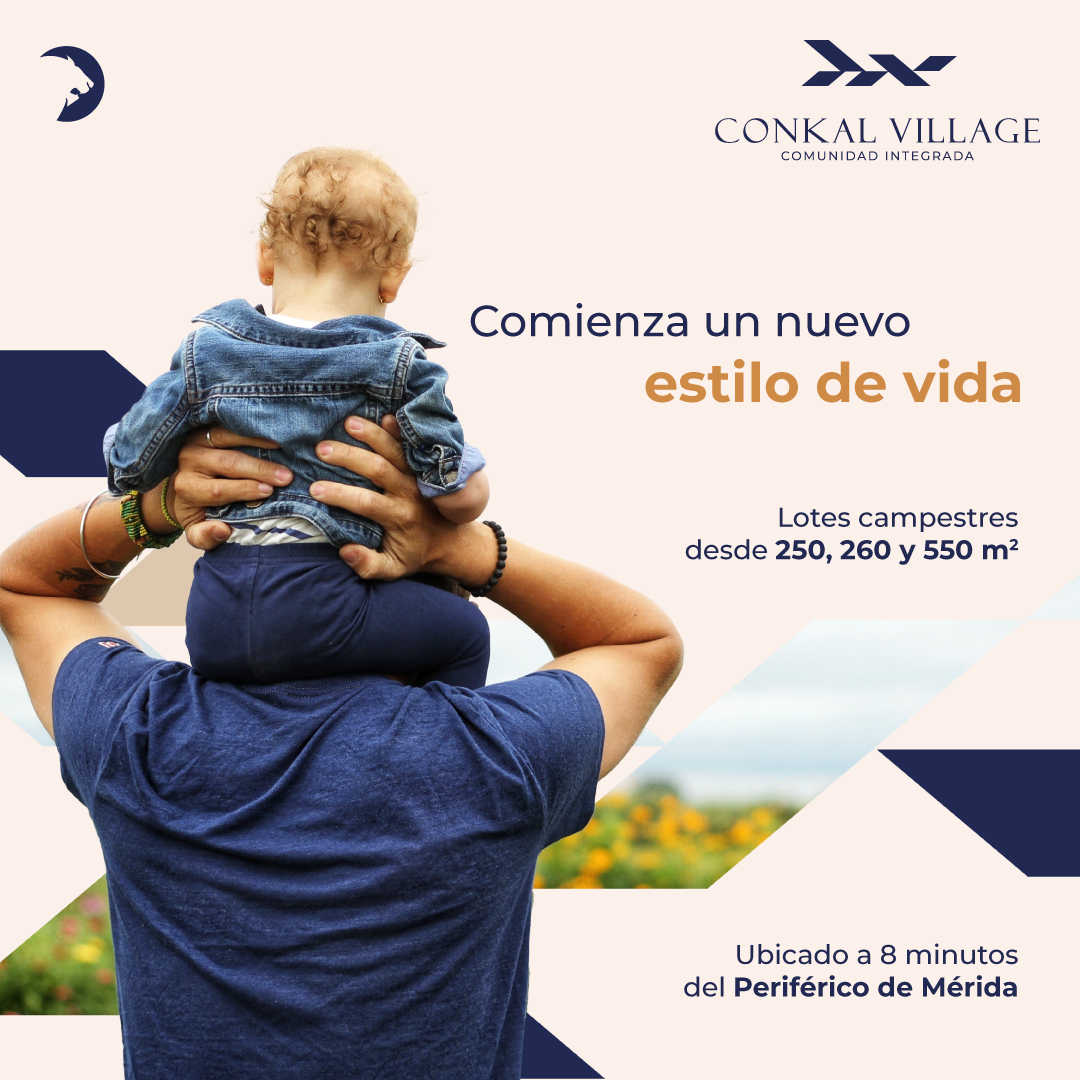 CONKAL VILLAGE
COMUNIDAD INTEGRADA
Comienza un nuevo
estilo de vida
Lotes campestres
desde 250, 260 y 550 m²
Ubicado a 8 minutos
del Periférico de Mérida